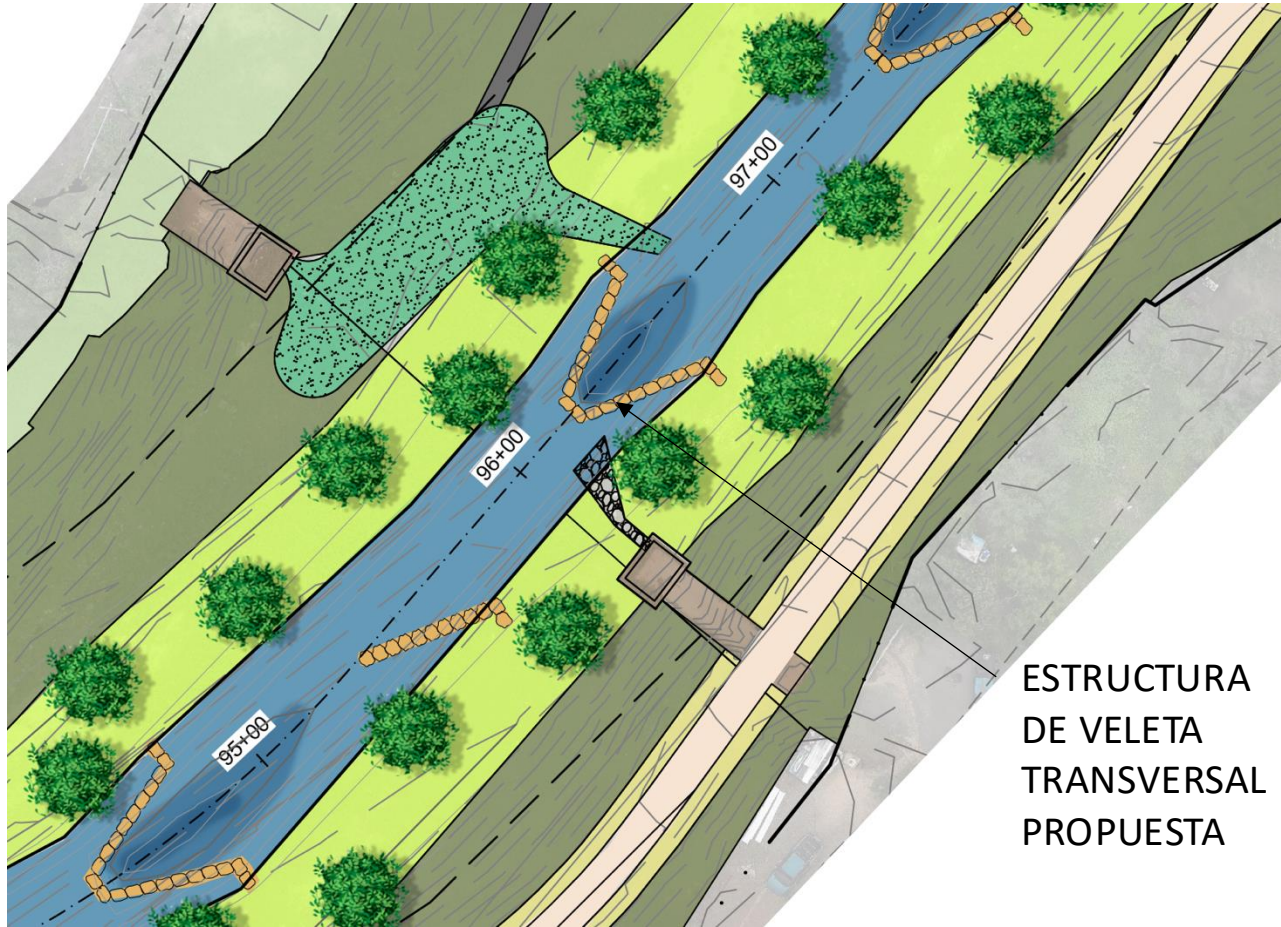 97+00
96+00
95+00
ESTRUCTURA
DE VELETA
TRANSVERSAL
PROPUESTA